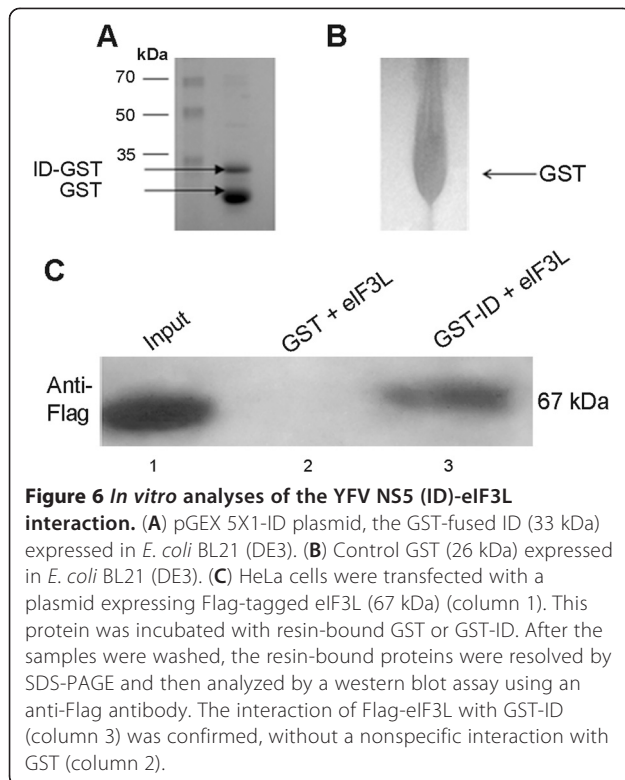 A
B
kDa
70
50
35
ID-GST
GST
GST
C
Input
GST + eIF3L
GST-ID + eIF3L
Anti-
Flag
67 kDa
1
2
3
Figure 6 In vitro analyses of the YFV NS5 (ID)-eIF3L
interaction. (A) pGEX 5X1-ID plasmid, the GST-fused ID (33 kDa)
expressed in E. coli BL21 (DE3). (B) Control GST (26 kDa) expressed
in E. coli BL21 (DE3). (C) HeLa cells were transfected with a
plasmid expressing Flag-tagged eIF3L (67 kDa) (column 1). This
protein was incubated with resin-bound GST or GST-ID. After the
samples were washed, the resin-bound proteins were resolved by
SDS-PAGE and then analyzed by a western blot assay using an
anti-Flag antibody. The interaction of Flag-eIF3L with GST-ID
(column 3) was confirmed, without a nonspecific interaction with
GST (column 2).